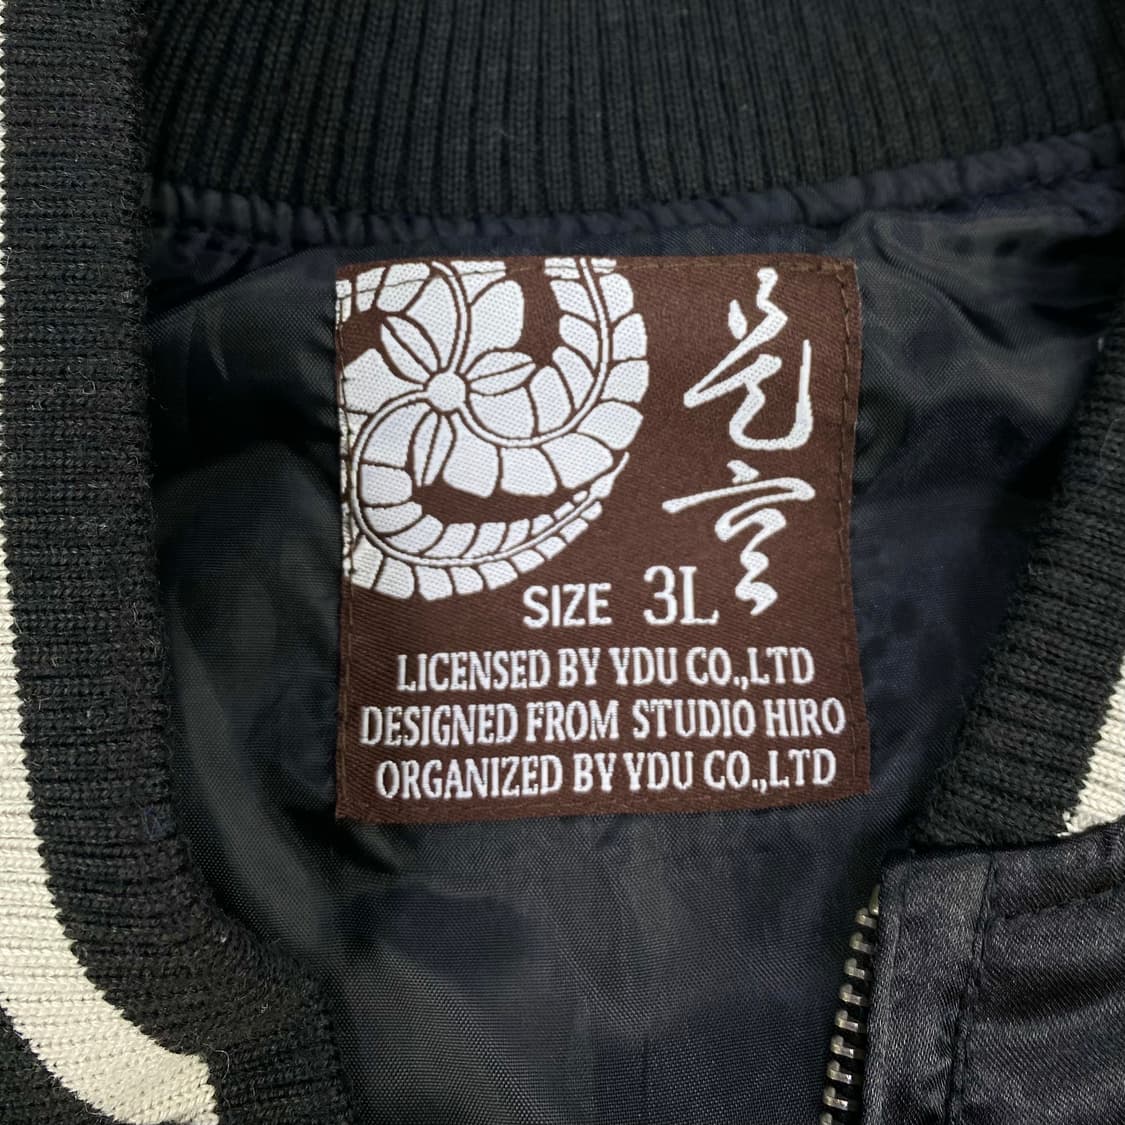 SIZE 3L
LICENSED BY YDU CO.,LTD
DESIGNED FROM STUDIO HIRO
ORGANIZED BY YDU CO.,LTD